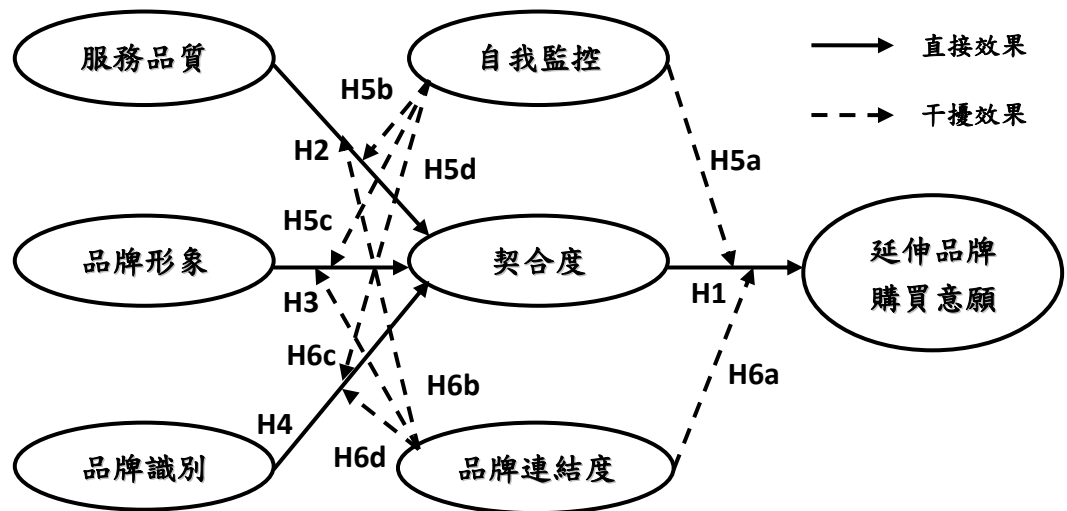 服務品質
自我監控
直接效果
干擾效果
H5b
H2
H5d
H5a
H5c
品牌形象
契合度
延伸品牌
購買意願
H3
H1
H6c
H6b
H6a
H4
H6d
品牌識別
品牌連結度